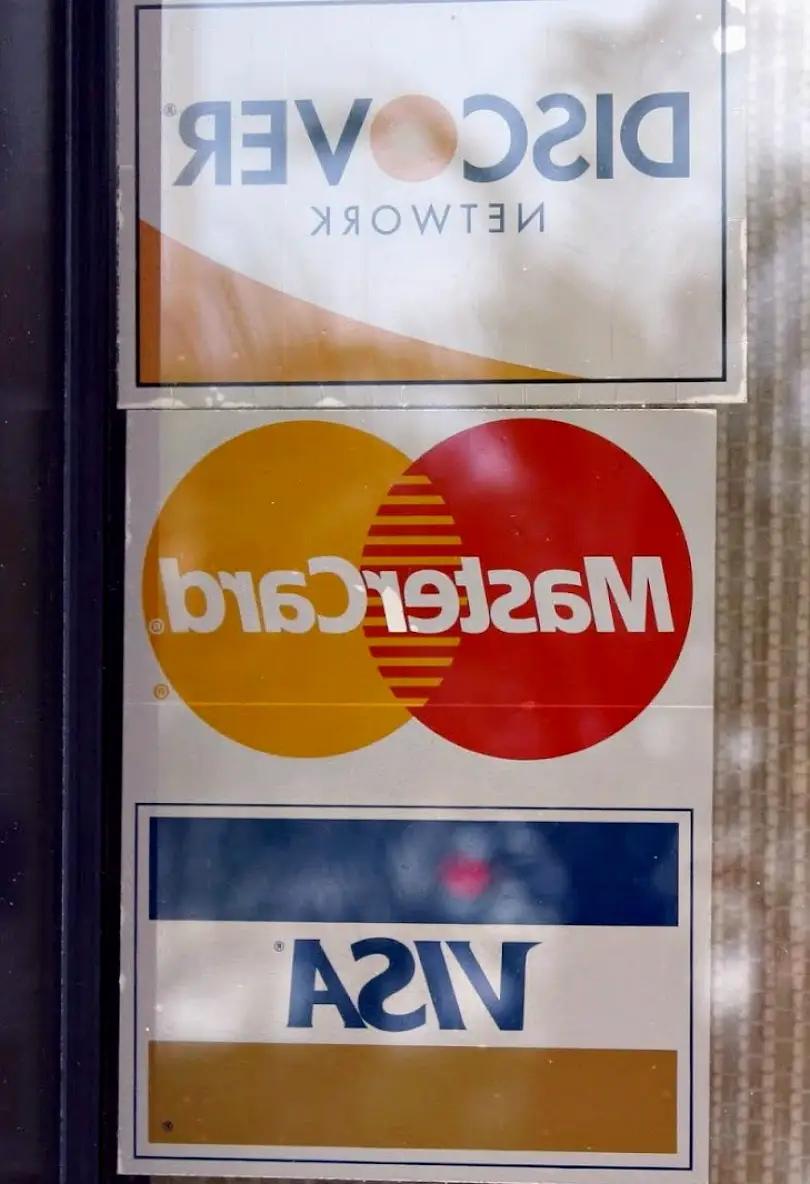 DISCOVER®
NETWORK
MasterCard®
®
VISA®
®